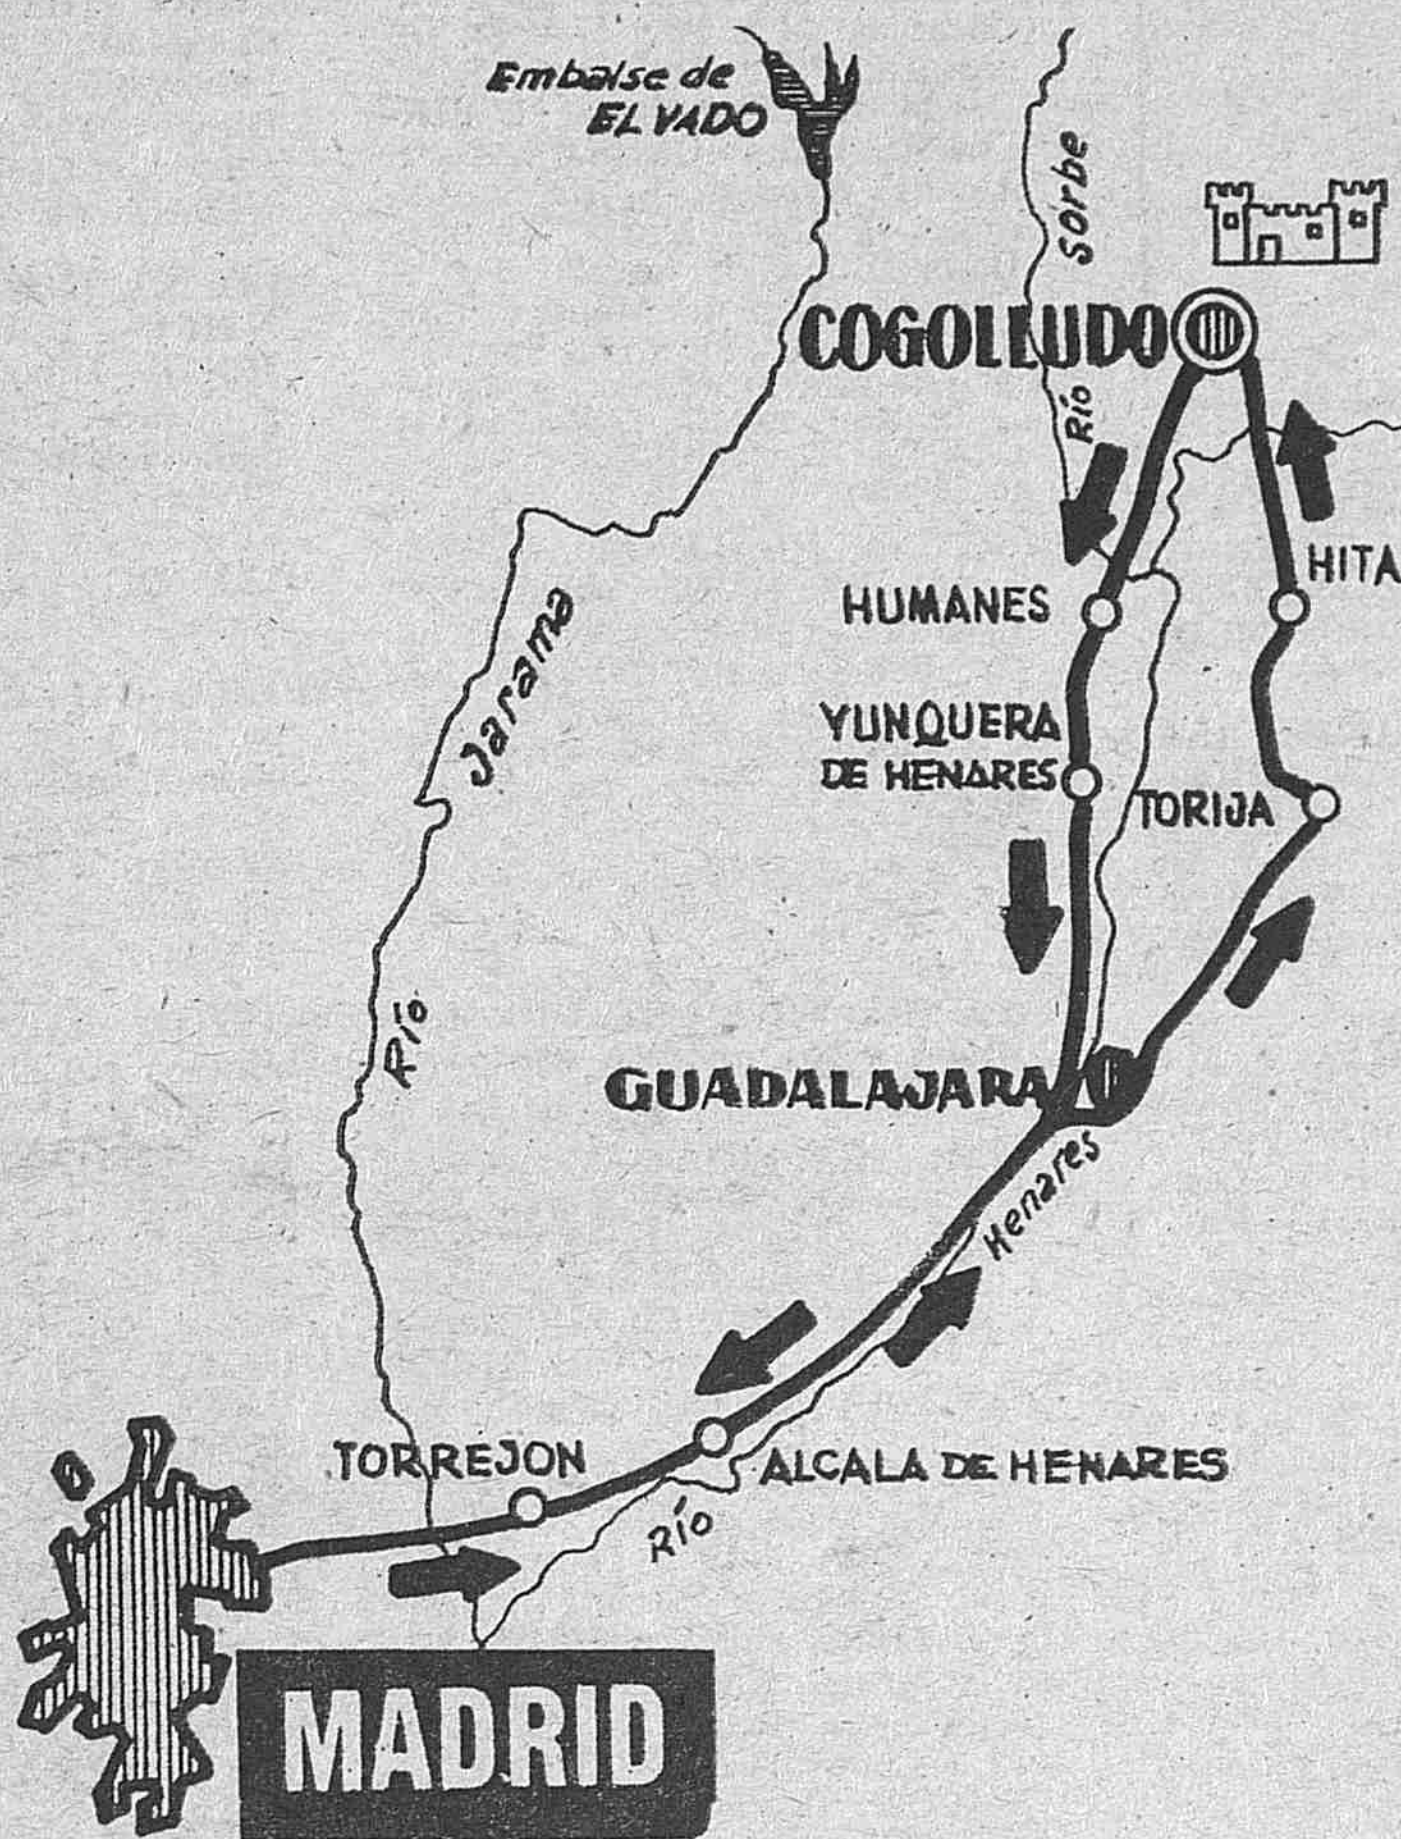 Embalse de
EL VADO
Río Sorbe
COGOLLUDO
HITA
HUMANES
YUNQUERA
DE HENARES
TORIJA
Río Jarama
GUADALAJARA
Río Henares
TORREJON
ALCALA DE HENARES
MADRID